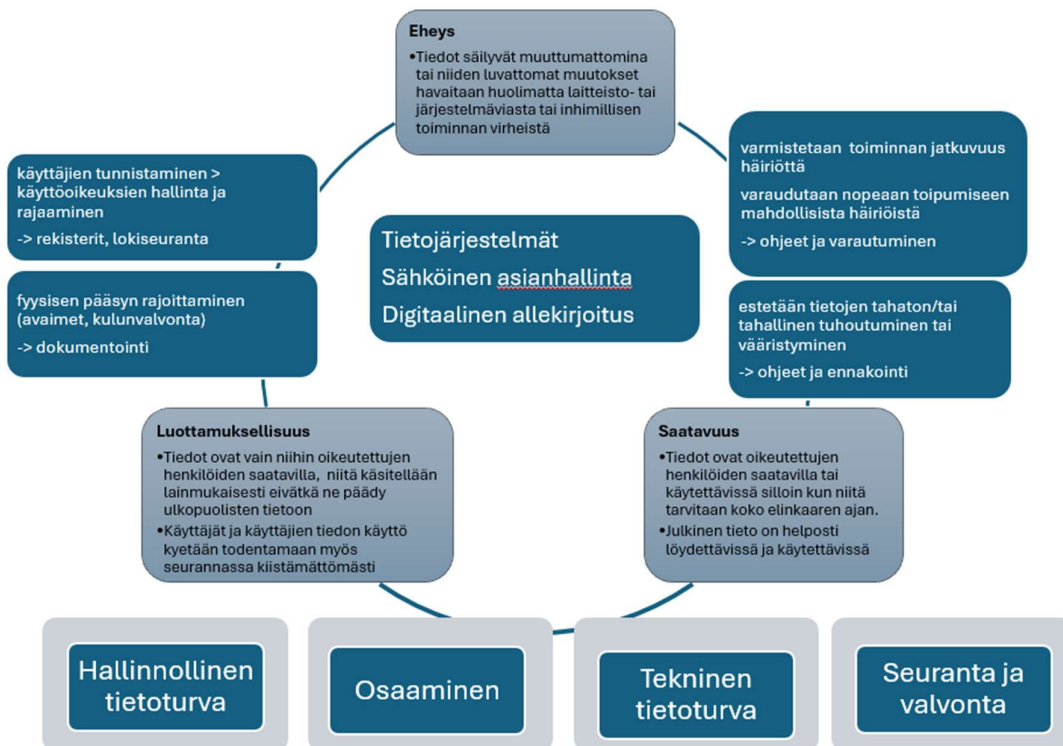 Eheys
•Tiedot säilyvät muuttumattomina
tai niiden luvattomat muutokset
havaitaan huolimatta laitteisto- tai
järjestelmäviasta tai inhimillisen
toiminnan virheistä
käyttäjien tunnistaminen >
käyttöoikeuksien hallinta ja
rajaaminen
-> rekisterit, lokiseuranta
fyysisen pääsyn rajoittaminen
(avaimet, kulunvalvonta)
-> dokumentointi
Tietojärjestelmät
Sähköinen asianhallinta
Digitaalinen allekirjoitus
varmistetaan toiminnan jatkuvuus
häiriöttä
varaudutaan nopeaan toipumiseen
mahdollisista häiriöistä
-> ohjeet ja varautuminen
estetään tietojen tahaton/tai
tahallinen tuhoutuminen tai
vääristyminen
-> ohjeet ja ennakointi
Luottamuksellisuus
•Tiedot ovat vain niihin oikeutettujen
henkilöiden saatavilla, niitä käsitellään
lainmukaisesti eivätkä ne päädy
ulkopuolisten tietoon
•Käyttäjät ja käyttäjien tiedon käyttö
kyetään todentamaan myös
seurannassa kiistämättömästi
Saatavuus
•Tiedot ovat oikeutettujen
henkilöiden saatavilla tai
käytettävissä silloin kun niitä
tarvitaan koko elinkaaren ajan.
•Julkinen tieto on helposti
löydettävissä ja käytettävissä
Hallinnollinen
tietoturva
Osaaminen
Tekninen
tietoturva
Seuranta ja
valvonta